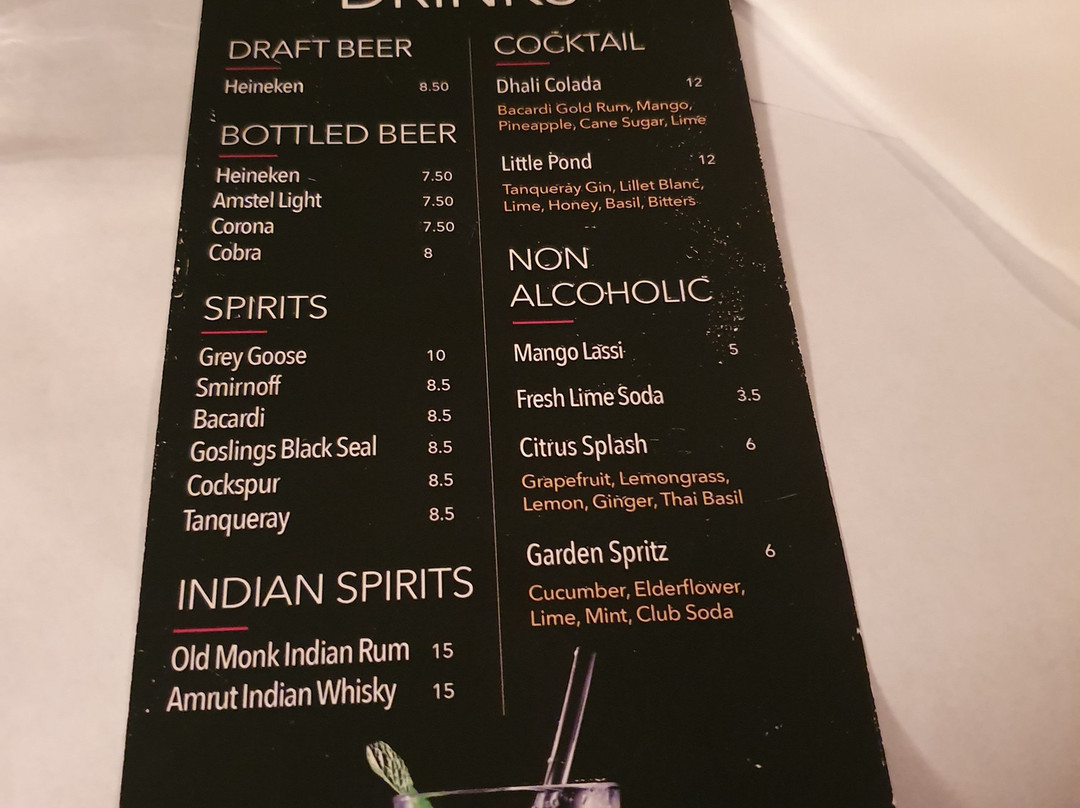 DRINKS
DRAFT BEER
Heineken 8.50
BOTTLED BEER
Heineken 7.50
Amstel Light 7.50
Corona 7.50
Cobra 8
SPIRITS
Grey Goose 10
Smirnoff 8.5
Bacardi 8.5
Goslings Black Seal 8.5
Cockspur 8.5
Tanqueray 8.5
INDIAN SPIRITS
Old Monk Indian Rum 15
Amrut Indian Whisky 15
COCKTAIL
Dhali Colada 12
Bacardi Gold Rum, Mango,
Pineapple, Cane Sugar, Lime
Little Pond 12
Tanqueray Gin, Lillet Blanc,
Lime, Honey, Basil, Bitters
NON
ALCOHOLIC
Mango Lassi 5
Fresh Lime Soda 3.5
Citrus Splash 6
Grapefruit, Lemongrass,
Lemon, Ginger, Thai Basil
Garden Spritz 6
Cucumber, Elderflower,
Lime, Mint, Club Soda